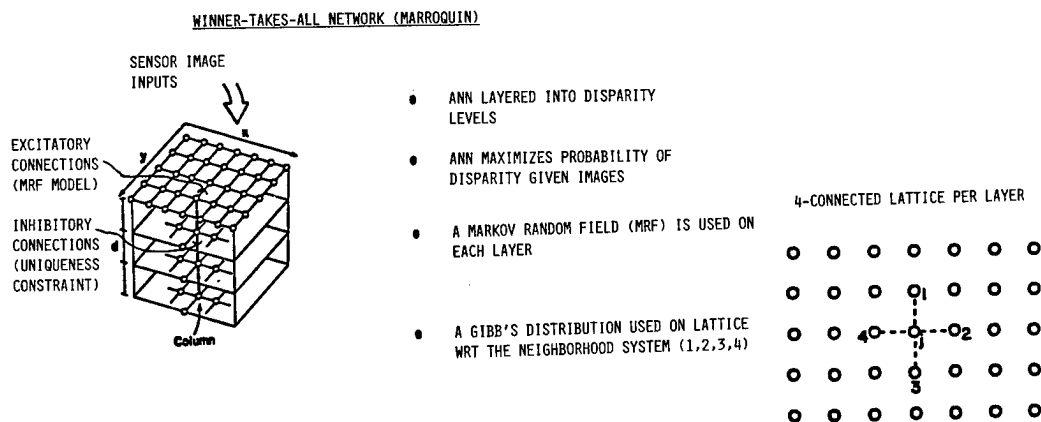 WINNER-TAKES-ALL NETWORK (MARROQUIN)
SENSOR IMAGE
INPUTS
x
y
EXCITATORY
CONNECTIONS
(MRF MODEL)
INHIBITORY
CONNECTIONS
(UNIQUENESS
CONSTRAINT)
d
Column
• ANN LAYERED INTO DISPARITY
LEVELS
• ANN MAXIMIZES PROBABILITY OF
DISPARITY GIVEN IMAGES
• A MARKOV RANDOM FIELD (MRF) IS USED ON
EACH LAYER
• A GIBB'S DISTRIBUTION USED ON LATTICE
WRT THE NEIGHBORHOOD SYSTEM (1,2,3,4)
4-CONNECTED LATTICE PER LAYER
1
4 j 2
3